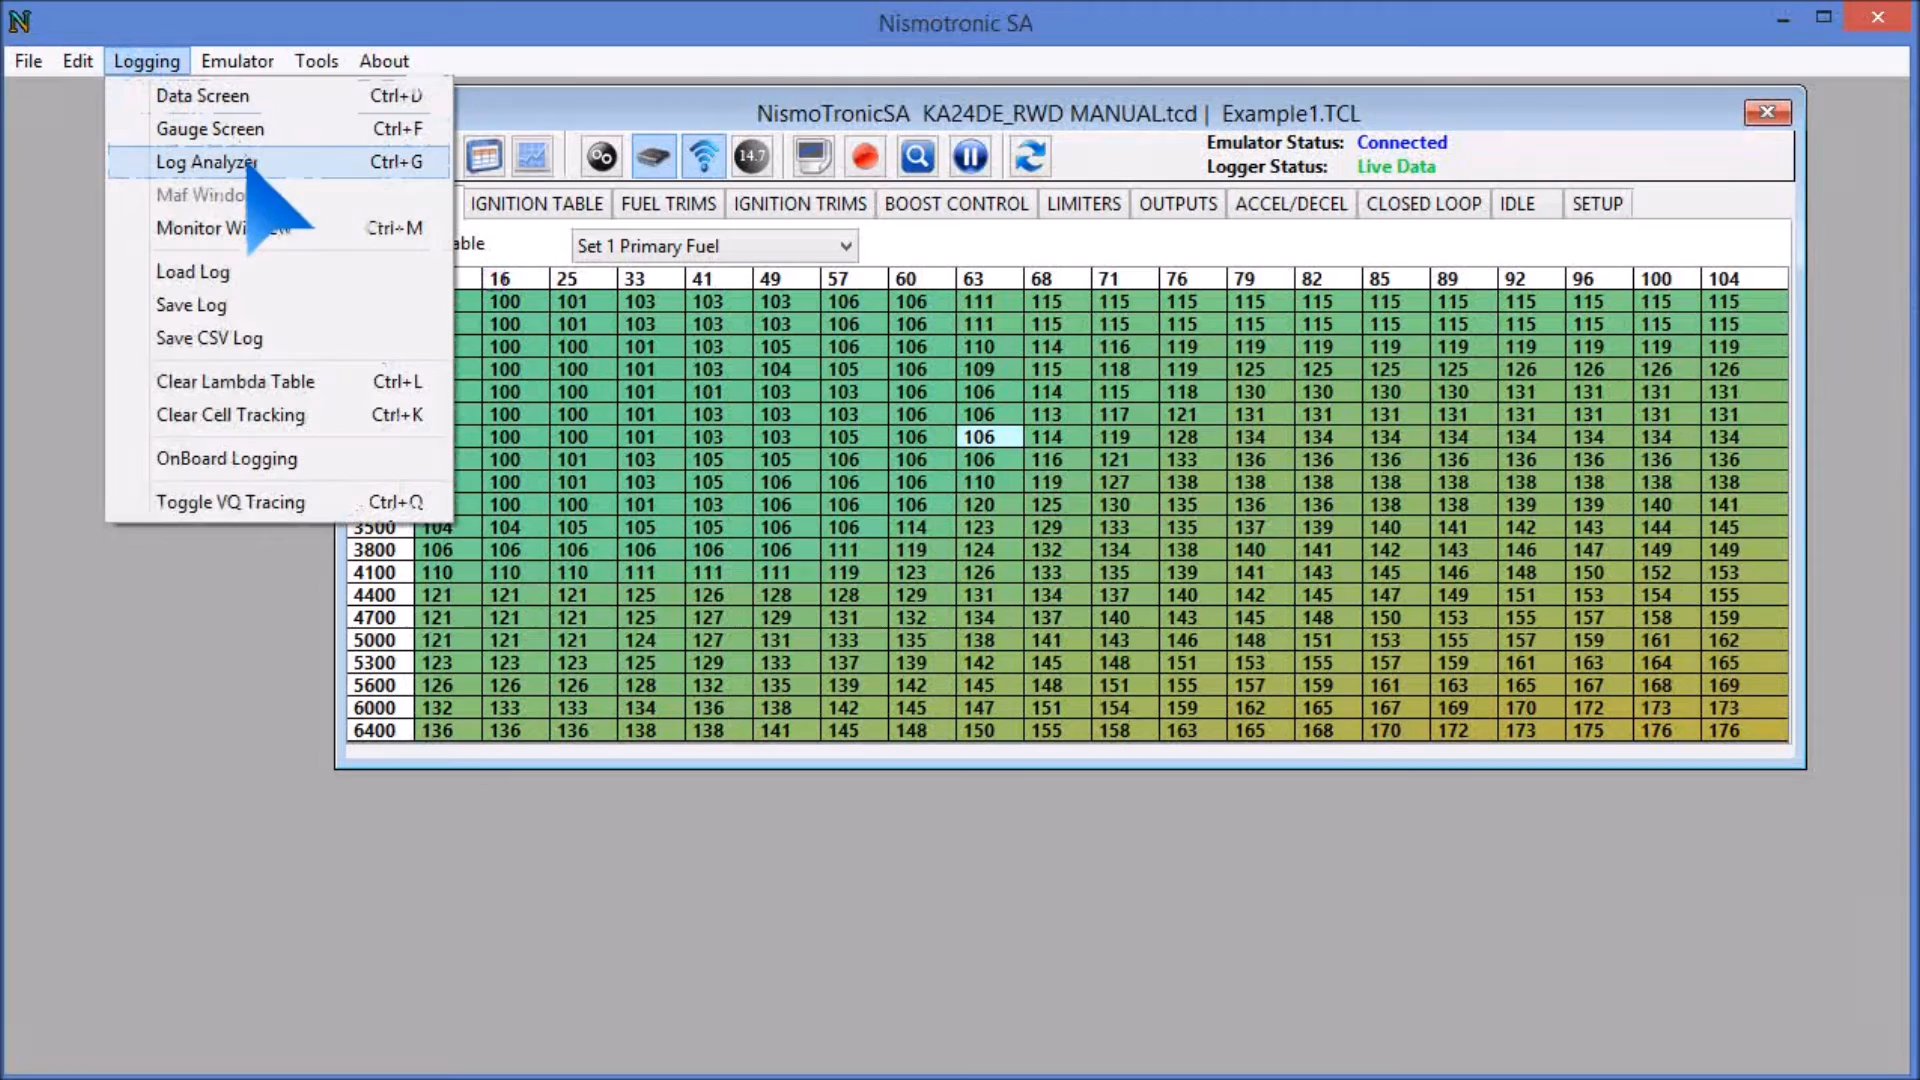 Nismotronic SA
File Edit Logging Emulator Tools About
Data Screen Ctrl+D
Gauge Screen Ctrl+F
Log Analyzer Ctrl+G
Maf Windo
Monitor Wi Ctrl+M
Load Log
Save Log
Save CSV Log
Clear Lambda Table Ctrl+L
Clear Cell Tracking Ctrl+K
OnBoard Logging
Toggle VQ Tracing Ctrl+Q
NismoTronicSA KA24DE_RWD MANUAL.tcd | Example1.TCL
14.7
Emulator Status: Connected
Logger Status: Live Data
IGNITION TABLE FUEL TRIMS IGNITION TRIMS BOOST CONTROL LIMITERS OUTPUTS ACCEL/DECEL CLOSED LOOP IDLE SETUP
able Set 1 Primary Fuel
16 25 33 41 49 57 60 63 68 71 76 79 82 85 89 92 96 100 104
100 101 103 103 103 106 106 111 115 115 115 115 115 115 115 115 115 115 115
100 101 103 103 103 106 106 111 115 115 115 115 115 115 115 115 115 115 115
100 100 101 103 105 106 106 110 114 116 119 119 119 119 119 119 119 119 119
100 100 101 103 104 105 106 109 115 118 119 125 125 125 125 126 126 126 126
100 100 101 101 103 103 106 106 114 115 118 130 130 130 130 131 131 131 131
100 100 101 103 103 103 106 106 113 117 121 131 131 131 131 131 131 131 131
100 100 101 103 103 105 106 106 114 119 128 134 134 134 134 134 134 134 134
100 101 103 105 105 106 106 106 116 121 133 136 136 136 136 136 136 136 136
100 101 103 105 106 106 106 110 119 127 138 138 138 138 138 138 138 138 138
100 100 101 105 106 106 106 120 125 130 135 136 136 138 138 139 139 140 141
3500 104 104 105 105 105 106 106 114 123 129 133 135 137 139 140 141 142 143 144 145
3800 106 106 106 106 106 106 111 119 124 132 134 138 140 141 142 143 146 147 149 149
4100 110 110 110 111 111 111 119 123 126 133 135 139 141 143 145 146 148 150 152 153
4400 121 121 121 125 126 128 128 129 131 134 137 140 142 145 147 149 151 153 154 155
4700 121 121 121 125 127 129 131 132 134 137 140 143 145 148 150 153 155 157 158 159
5000 121 121 121 124 127 131 133 135 138 141 143 146 148 151 153 155 157 159 161 162
5300 123 123 123 125 129 133 137 139 142 145 148 151 153 155 157 159 161 163 164 165
5600 126 126 126 128 132 135 139 142 145 148 151 155 157 159 161 163 165 167 168 169
6000 132 133 133 134 136 138 142 145 147 151 154 159 162 165 167 169 170 172 173 173
6400 136 136 136 138 138 141 145 148 150 155 158 163 165 168 170 172 173 175 176 176